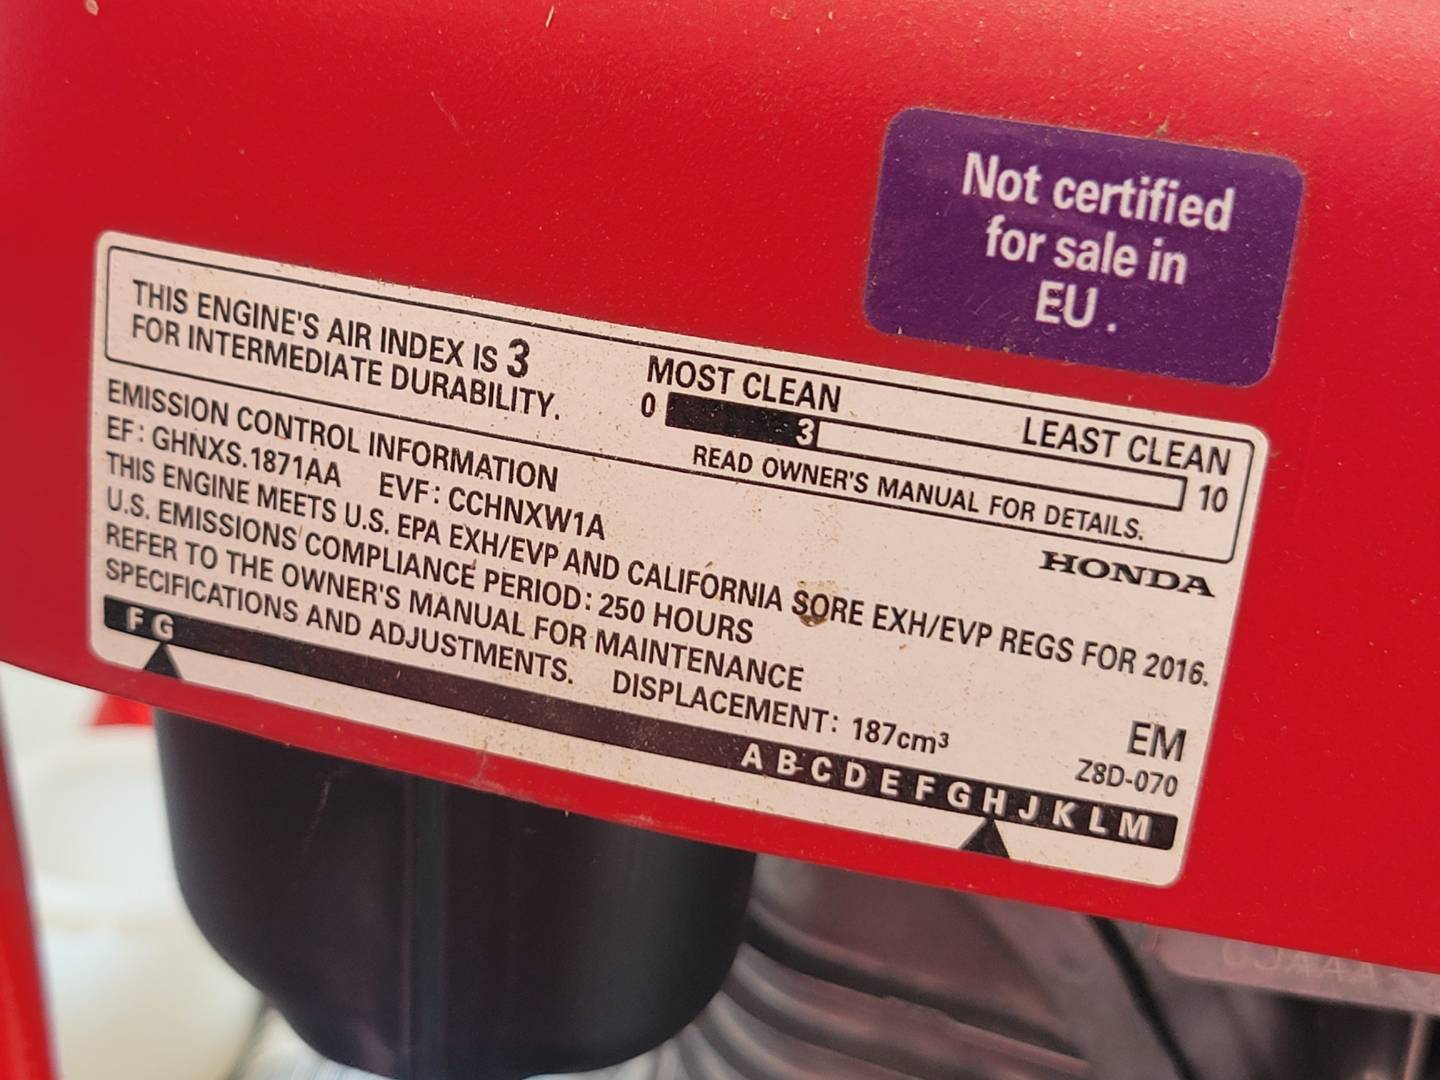 Not certified
for sale in
EU .
THIS ENGINE'S AIR INDEX IS 3
FOR INTERMEDIATE DURABILITY.
MOST CLEAN
LEAST CLEAN
0 3 10
READ OWNER'S MANUAL FOR DETAILS.
EMISSION CONTROL INFORMATION
HONDA
EF: GHNXS.1871AA EVF: CCHNXW1A
THIS ENGINE MEETS U.S. EPA EXH/EVP AND CALIFORNIA SORE EXH/EVP REGS FOR 2016.
U.S. EMISSIONS COMPLIANCE PERIOD: 250 HOURS
REFER TO THE OWNER'S MANUAL FOR MAINTENANCE
SPECIFICATIONS AND ADJUSTMENTS. DISPLACEMENT: 187cm³
EM
Z8D-070
F G A B C D E F G H J K L M